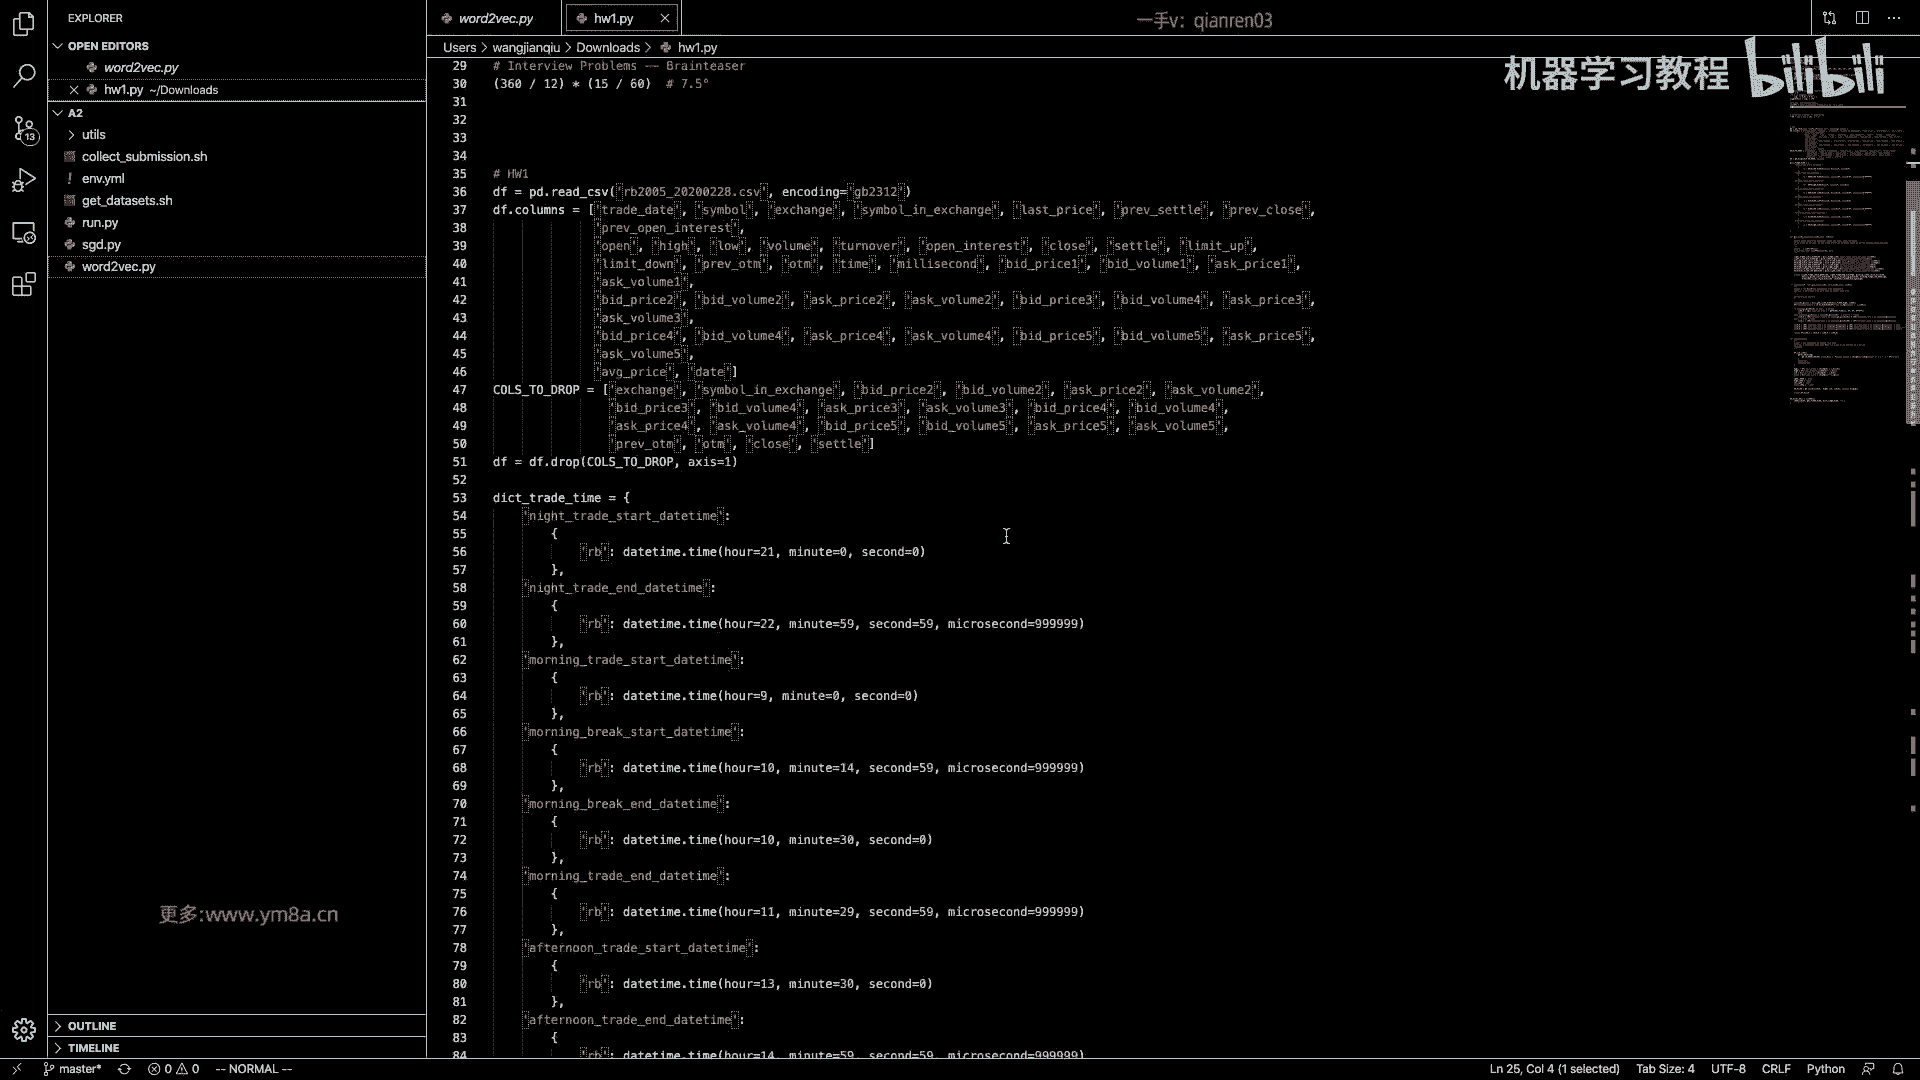 EXPLORER
word2vec.py
hw1.py
一手v：qianren03
OPEN EDITORS
word2vec.py
hw1.py ~/Downloads
Users > wangjianqiu > Downloads > hw1.py
机器学习教程 bilibili
A2
utils
collect_submission.sh
env.yml
get_datasets.sh
run.py
sgd.py
word2vec.py
29 # Interview Problems -- Brainteaser
30 (360 / 12) * (15 / 60)  # 7.5°
31
32
33
34
35 # HW1
36 df = pd.read_csv('rb2005_20200228.csv', encoding='gb2312')
37 df.columns = ['trade_date', 'symbol', 'exchange', 'symbol_in_exchange', 'last_price', 'prev_settle', 'prev_close',
38 'prev_open_interest',
39 'open', 'high', 'low', 'volume', 'turnover', 'open_interest', 'close', 'settle', 'limit_up',
40 'limit_down', 'prev_otm', 'otm', 'time', 'millisecond', 'bid_price1', 'bid_volume1', 'ask_price1',
41 'ask_volume1',
42 'bid_price2', 'bid_volume2', 'ask_price2', 'ask_volume2', 'bid_price3', 'bid_volume4', 'ask_price3',
43 'ask_volume3',
44 'bid_price4', 'bid_volume4', 'ask_price4', 'ask_volume4', 'bid_price5', 'bid_volume5', 'ask_price5',
45 'ask_volume5',
46 'avg_price', 'date']
47 COLS_TO_DROP = ['exchange', 'symbol_in_exchange', 'bid_price2', 'bid_volume2', 'ask_price2', 'ask_volume2',
48 'bid_price3', 'bid_volume4', 'ask_price3', 'ask_volume3', 'bid_price4', 'bid_volume4',
49 'ask_price4', 'ask_volume4', 'bid_price5', 'bid_volume5', 'ask_price5', 'ask_volume5',
50 'prev_otm', 'otm', 'close', 'settle']
51 df = df.drop(COLS_TO_DROP, axis=1)
52
53 dict_trade_time = {
54 'night_trade_start_datetime':
55 {
56 'rb': datetime.time(hour=21, minute=0, second=0)
57 },
58 'night_trade_end_datetime':
59 {
60 'rb': datetime.time(hour=22, minute=59, second=59, microsecond=999999)
61 },
62 'morning_trade_start_datetime':
63 {
64 'rb': datetime.time(hour=9, minute=0, second=0)
65 },
66 'morning_break_start_datetime':
67 {
68 'rb': datetime.time(hour=10, minute=14, second=59, microsecond=999999)
69 },
70 'morning_break_end_datetime':
71 {
72 'rb': datetime.time(hour=10, minute=30, second=0)
73 },
74 'morning_trade_end_datetime':
75 {
76 'rb': datetime.time(hour=11, minute=29, second=59, microsecond=999999)
77 },
78 'afternoon_trade_start_datetime':
79 {
80 'rb': datetime.time(hour=13, minute=30, second=0)
81 },
82 'afternoon_trade_end_datetime':
83 {
84 'rb': datetime.time(hour=14, minute=59, second=59, microsecond=999999)
更多:www.ym8a.cn
OUTLINE
TIMELINE
13
master* 0 0 -- NORMAL -- Ln 25, Col 4 (1 selected) Tab Size: 4 UTF-8 CRLF Python